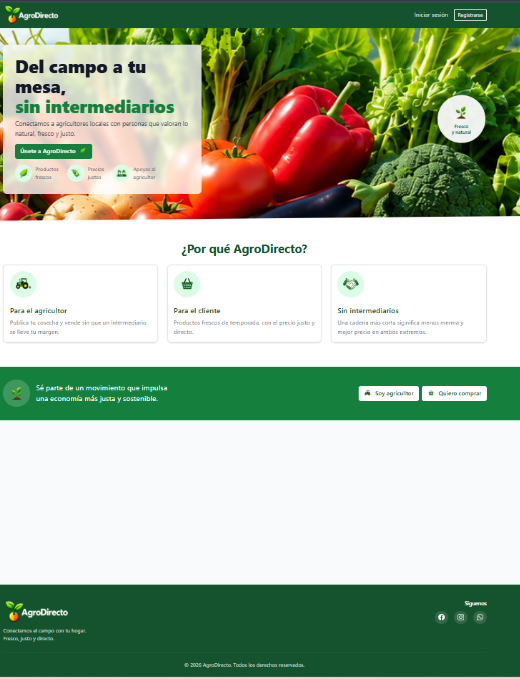 AgroDirecto
Iniciar sesión
Registrarse
Del campo a tu
mesa,
sin intermediarios
Conectamos a agricultores locales con personas que valoran lo
natural, fresco y justo.
Únete a AgroDirecto
Productos
frescos
Precios
justos
Apoyas al
agricultor
Fresco
y natural
¿Por qué AgroDirecto?
Para el agricultor
Publica tu cosecha y vende sin que un intermediario
se lleve tu margen.
Para el cliente
Productos frescos de temporada, con el precio justo y
directo.
Sin intermediarios
Una cadena más corta significa menos merma y
mejor precio en ambos extremos.
Sé parte de un movimiento que impulsa
una economía más justa y sostenible.
Soy agricultor
Quiero comprar
AgroDirecto
Conectamos el campo con tu hogar.
Fresco, justo y directo.
Síguenos
© 2026 AgroDirecto. Todos los derechos reservados.